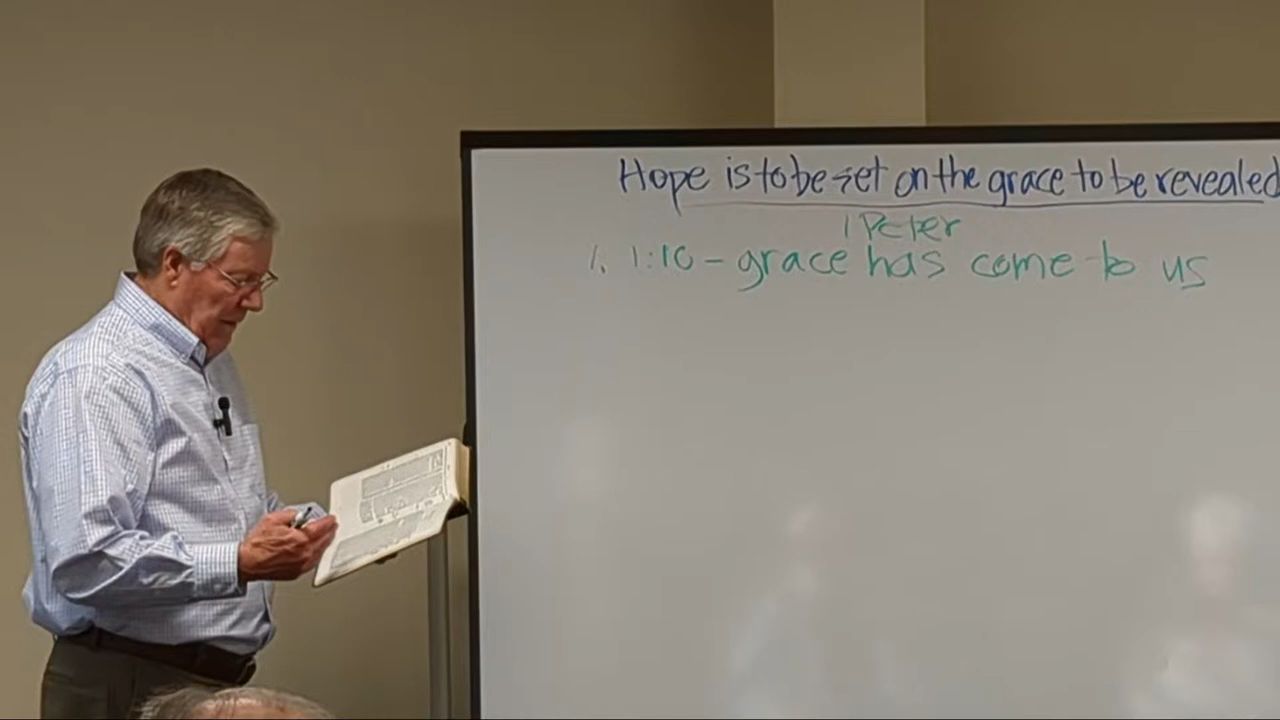 Hope is to be set on the grace to be revealed
1 Peter
1. 1:10 - grace has come to us